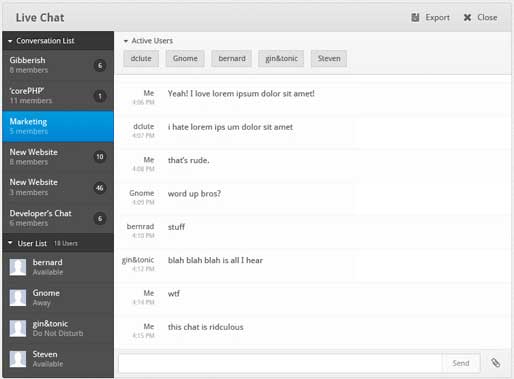 Live Chat
Export
Close
Conversation List
Gibberish
8 members
6
'corePHP'
11 members
1
Marketing
5 members
New Website
8 members
10
New Website
3 members
46
Developer's Chat
6 members
6
User List 18 Users
bernard
Available
Gnome
Away
gin&tonic
Do Not Disturb
Steven
Available
Active Users
dclute Gnome bernard gin&tonic Steven
Me Yeah! I love lorem ipsum dolor sit amet!
4:06 PM
dclute i hate lorem ips um dolor sit amet
4:07 PM
Me that's rude.
4:08 PM
Gnome word up bros?
4:09 PM
bernrad stuff
4:10 PM
gin&tonic blah blah blah is all I hear
4:12 PM
Me wtf
4:14 PM
Me this chat is ridculous
4:15 PM
Send